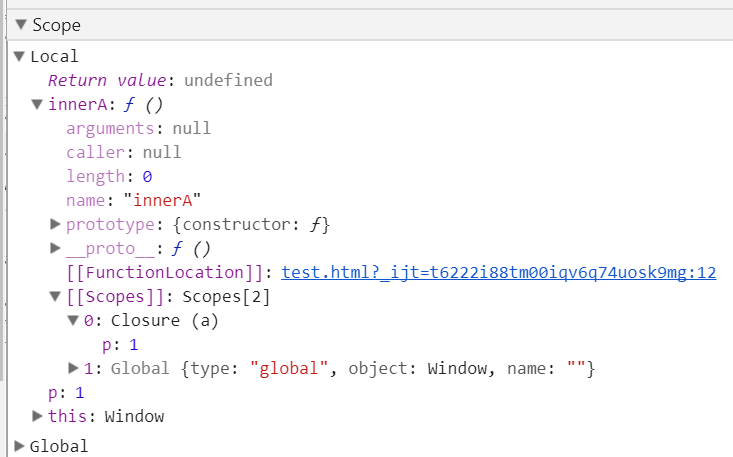 Scope
Local
Return value: undefined
innerA: ƒ ()
arguments: null
caller: null
length: 0
name: "innerA"
prototype: {constructor: ƒ}
__proto__: ƒ ()
[[FunctionLocation]]: test.html?_ijt=t6222i88tm00iqv6q74uosk9mg:12
[[Scopes]]: Scopes[2]
0: Closure (a)
p: 1
1: Global {type: "global", object: Window, name: ""}
p: 1
this: Window
Global